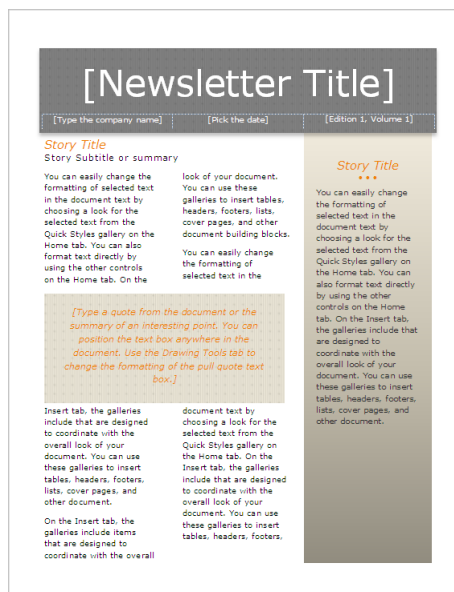 [Newsletter Title]
[Type the company name]
[Pick the date]
[Edition 1, Volume 1]
Story Title
Story Subtitle or summary
You can easily change the
formatting of selected text
in the document text by
choosing a look for the
selected text from the
Quick Styles gallery on the
Home tab. You can also
format text directly by
using the other controls
on the Home tab. On the
look of your document.
You can use these
galleries to insert tables,
headers, footers, lists,
cover pages, and other
document building blocks.
You can easily change
the formatting of
selected text in the
[Type a quote from the document or the
summary of an interesting point. You can
position the text box anywhere in the
document. Use the Drawing Tools tab to
change the formatting of the pull quote text
box.]
Insert tab, the galleries
include that are designed
to coordinate with the
overall look of your
document. You can use
these galleries to insert
tables, headers, footers,
lists, cover pages, and
other document.
On the Insert tab, the
galleries include items
that are designed to
coordinate with the overall
document text by
choosing a look for the
selected text from the
Quick Styles gallery on
the Home tab. On the
Insert tab, the galleries
include that are designed
to coordinate with the
overall look of your
document. You can use
these galleries to insert
tables, headers, footers,
Story Title
You can easily change
the formatting of
selected text in the
document text by
choosing a look for the
selected text from the
Quick Styles gallery
on the Home tab. You can
also format text directly
by using the other
controls on the Home
tab. On the Insert tab,
the galleries include that
are designed to
coordinate with the
overall look of your
document. You can use
these galleries to insert
tables, headers, footers,
lists, cover pages, and
other document.